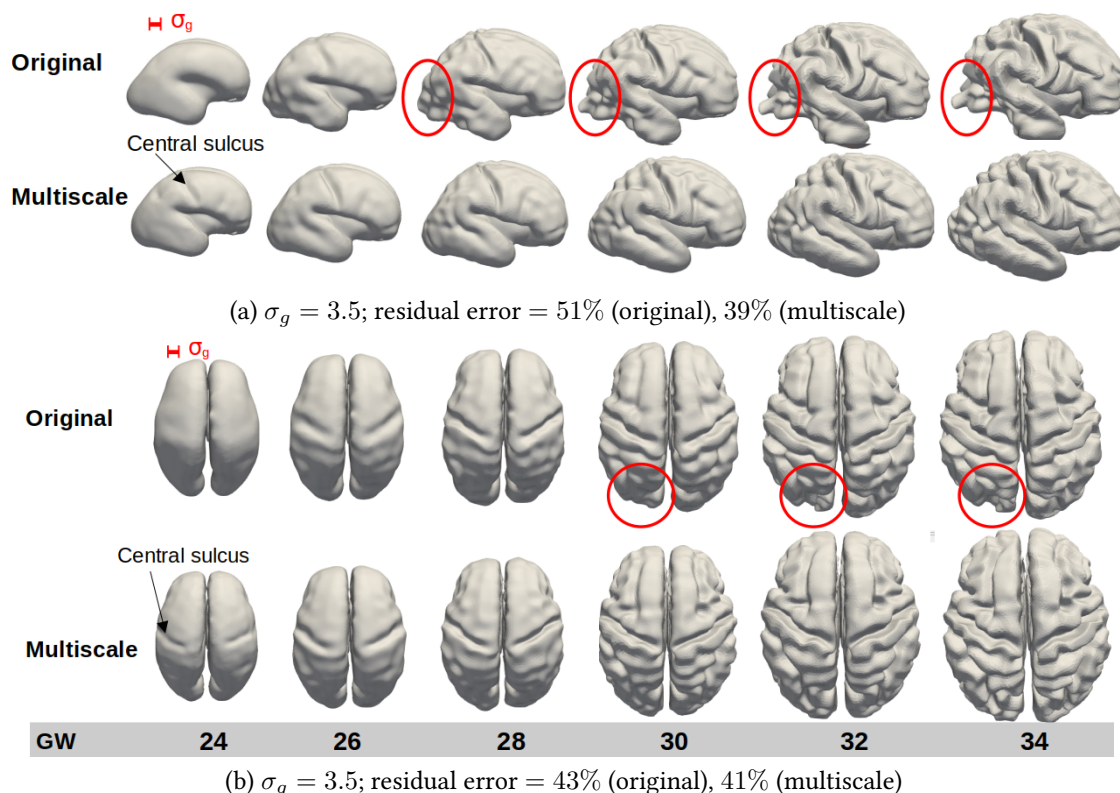 σg
Original
Central sulcus
Multiscale
(a) σg = 3.5; residual error = 51% (original), 39% (multiscale)
σg
Original
Central sulcus
Multiscale
GW 24 26 28 30 32 34
(b) σg = 3.5; residual error = 43% (original), 41% (multiscale)